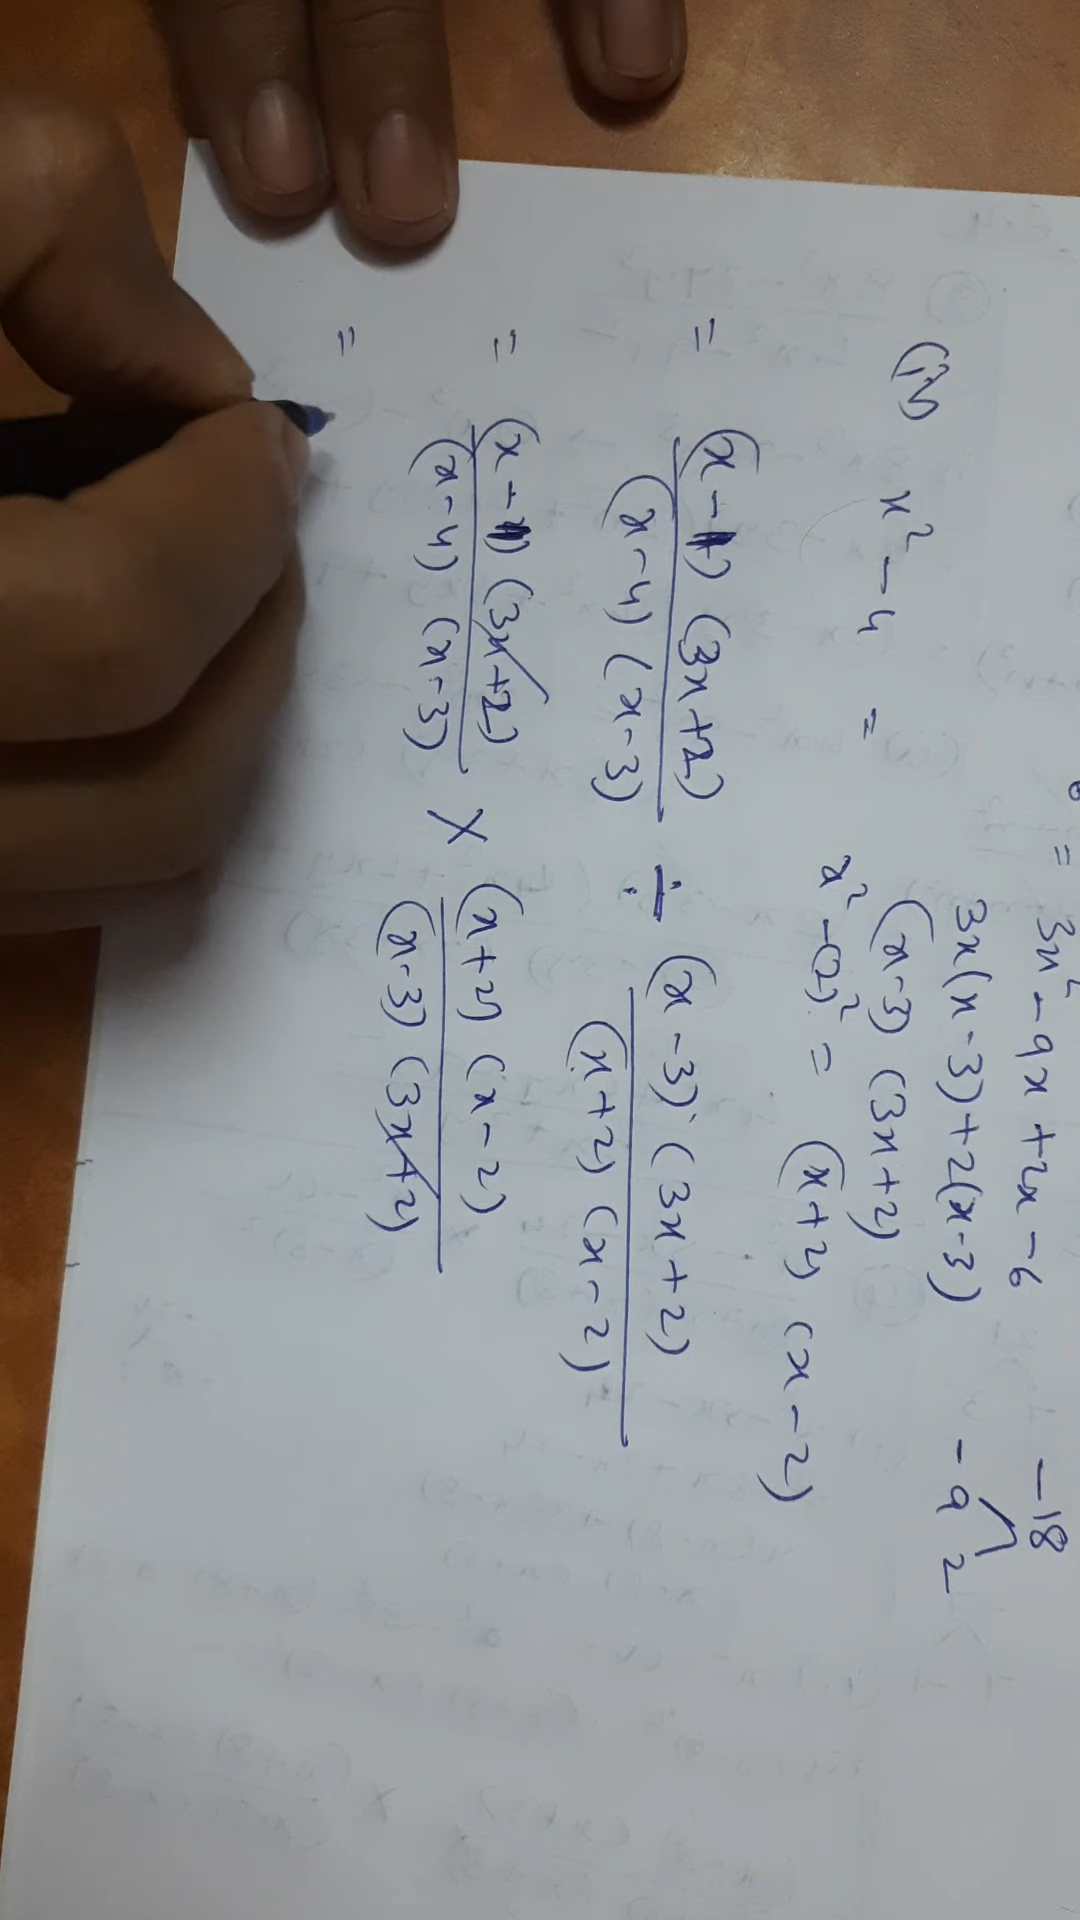 = 3x² - 9x + 2x - 6 -18
3x(x-3)+2(x-3) -9 2
(x-3) (3x+2)
(iv) x² - 4 = x² - (2)² = (x+2) (x-2)
= (x-1) (3x+2) / (x-4) (x-3) ÷ (x-3) (3x+2) / (x+2) (x-2)
= (x-1) (3x+2) / (x-4) (x-3) × (x+2) (x-2) / (x-3) (3x+2)
=